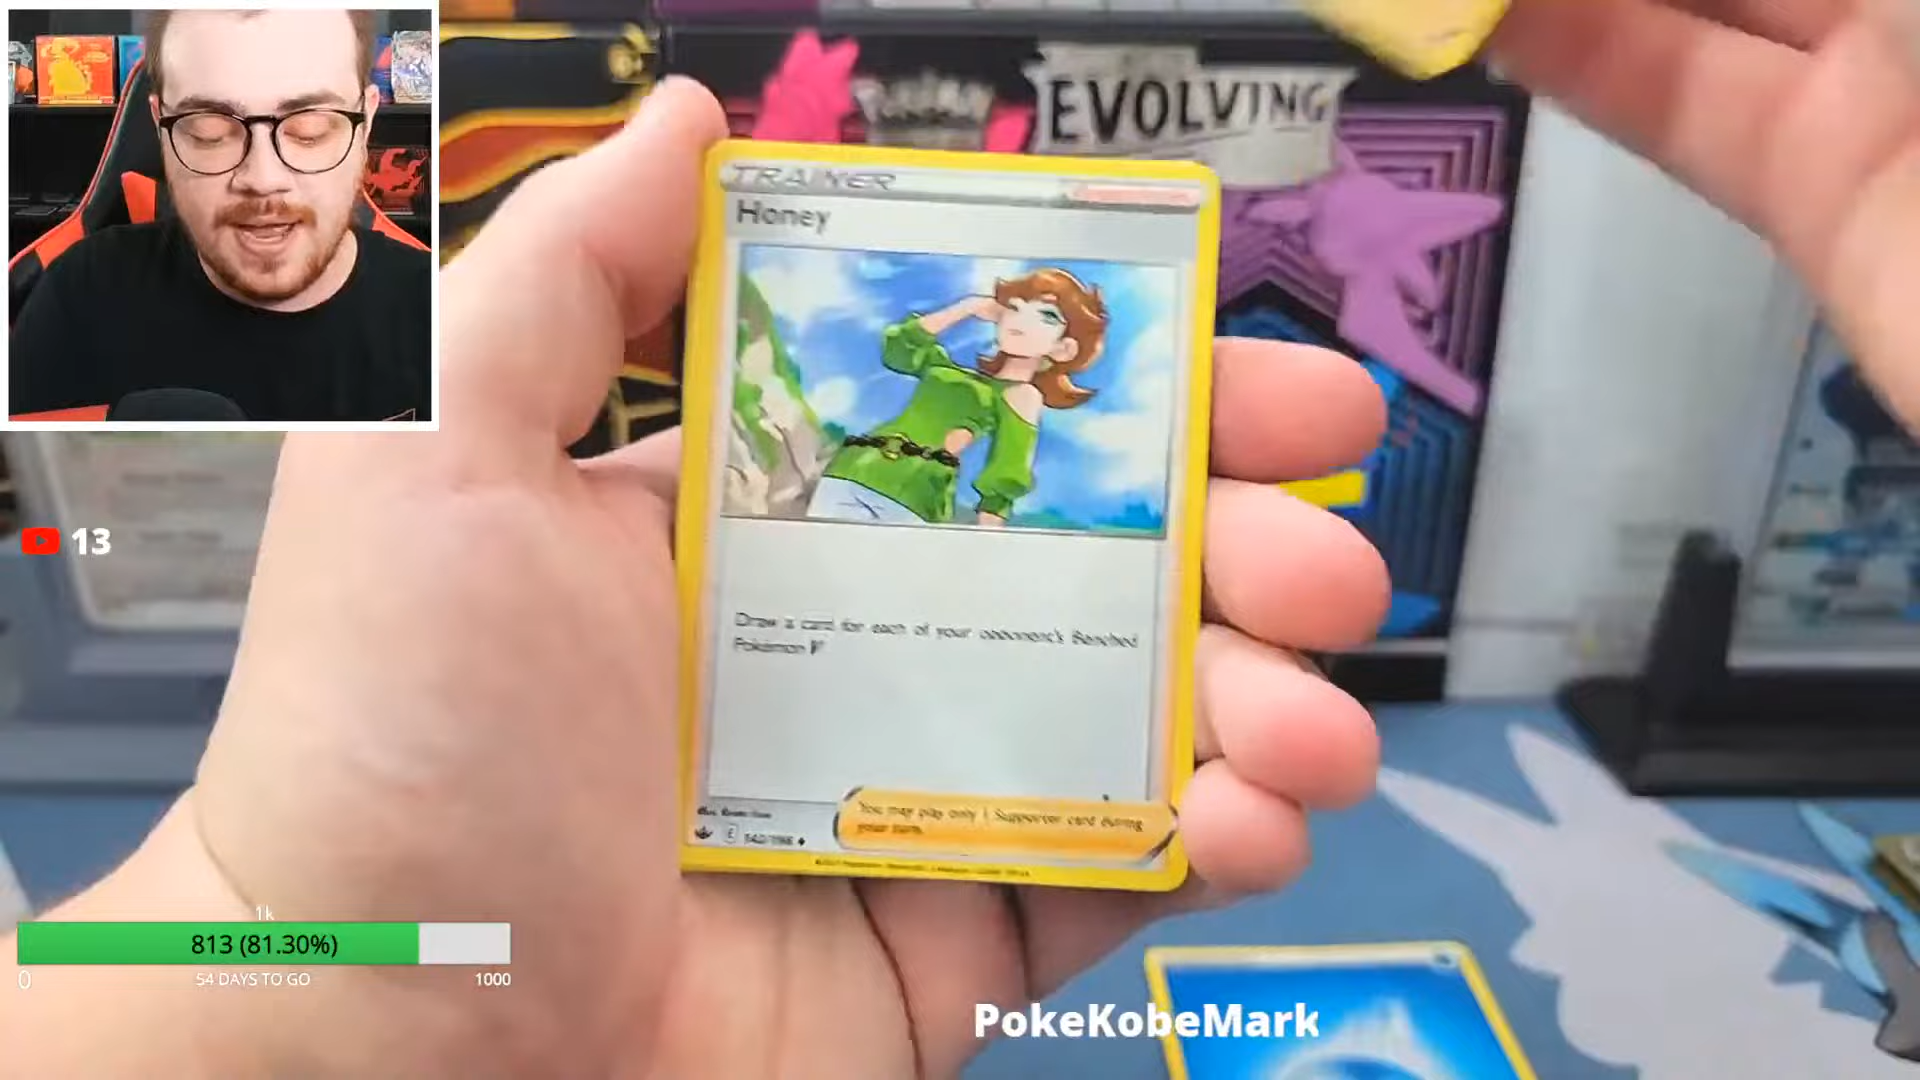 Pokémon
EVOLVING
TRAINER
Honey
Draw a card for each of your opponent's Benched
Pokémon V
You may play only 1 Supporter card during
your turn.
E
13
1k
813 (81.30%)
0
54 DAYS TO GO
1000
PokeKobeMark